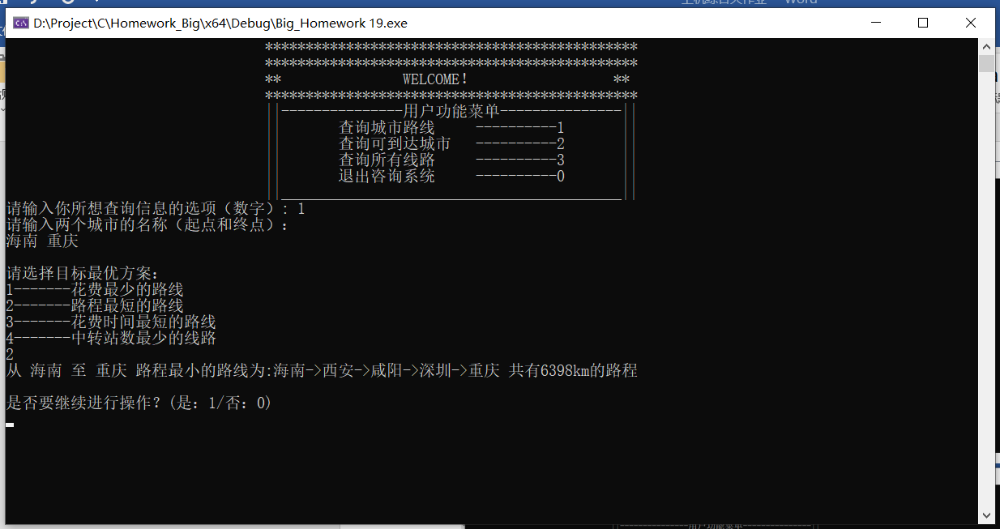 D:\Project\C\Homework_Big\x64\Debug\Big_Homework 19.exe
**********************************************
**********************************************
** WELCOME! **
**********************************************
||---------------用户功能菜单---------------||
查询城市路线 ----------1
查询可到达城市 ----------2
查询所有线路 ----------3
退出咨询系统 ----------0
||__________________________________________||
请输入你所想查询信息的选项（数字）: 1
请输入两个城市的名称（起点和终点）:
海南 重庆
请选择目标最优方案:
1-------花费最少的路线
2-------路程最短的路线
3-------花费时间最短的路线
4-------中转站数最少的线路
2
从 海南 至 重庆 路程最小的路线为:海南->西安->咸阳->深圳->重庆 共有6398km的路程
是否要继续进行操作? (是: 1/否: 0)